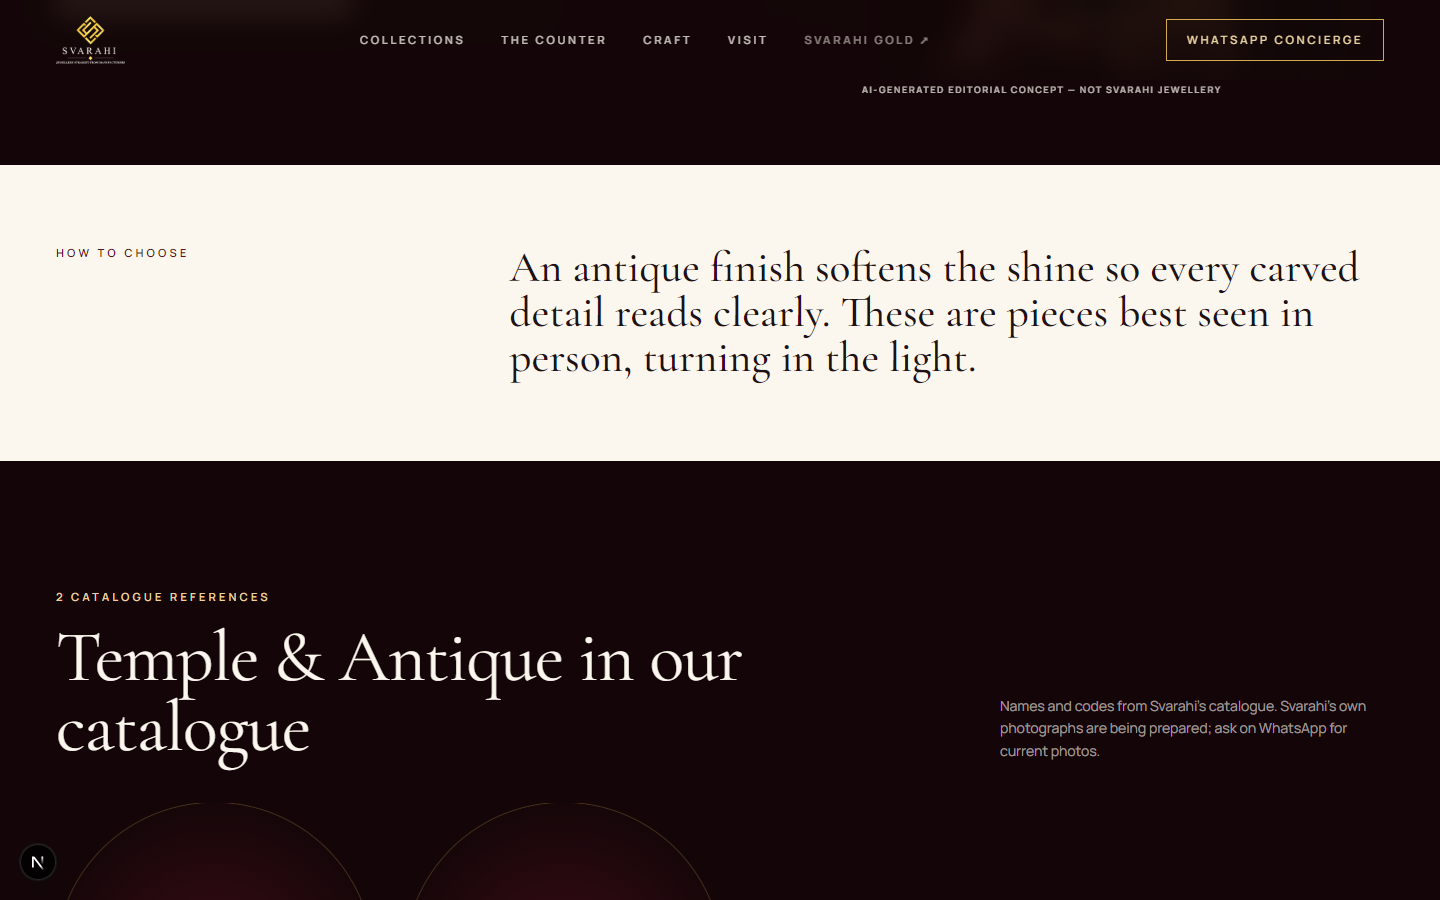 SVARAHI
COLLECTIONS
THE COUNTER
CRAFT
VISIT
SVARAHI GOLD ↗
WHATSAPP CONCIERGE
AI-GENERATED EDITORIAL CONCEPT — NOT SVARAHI JEWELLERY
HOW TO CHOOSE
An antique finish softens the shine so every carved
detail reads clearly. These are pieces best seen in
person, turning in the light.
2 CATALOGUE REFERENCES
Temple & Antique in our
catalogue
Names and codes from Svarahi's catalogue. Svarahi's own
photographs are being prepared; ask on WhatsApp for
current photos.
N